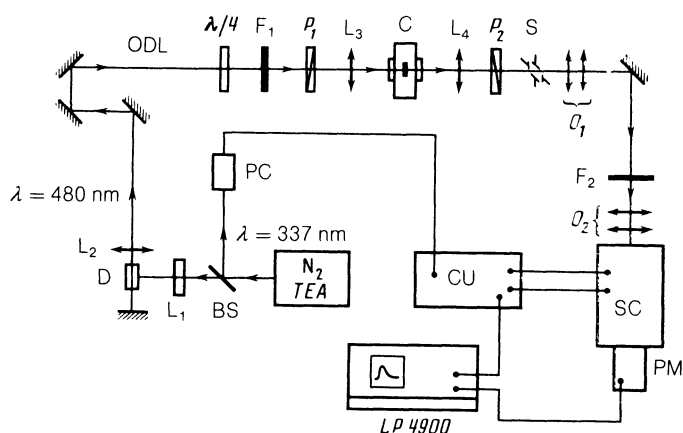 ODL
λ/4
F₁
P₁
L₃
C
L₄
P₂
S
O₁
PC
F₂
λ = 480 nm
λ = 337 nm
O₂
L₂
N₂
TEA
CU
D
SC
L₁
BS
PM
LP 4900